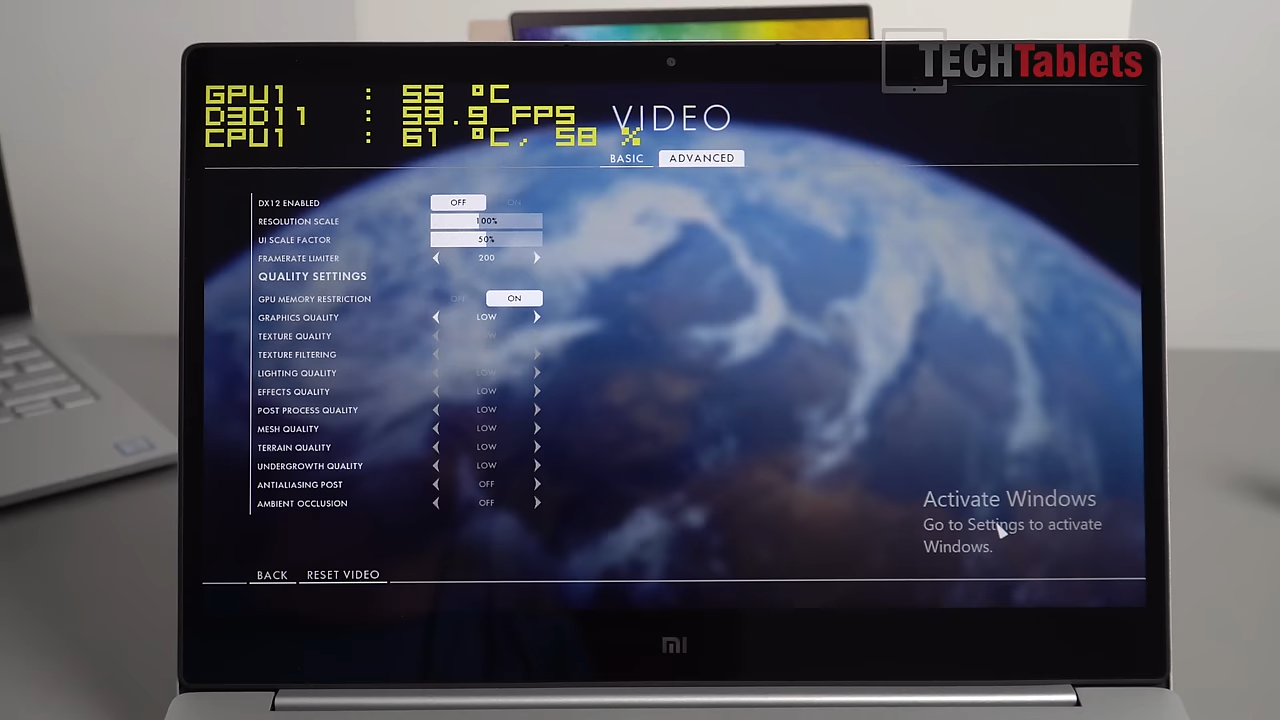 TECHTablets
GPU1 : 55 °C
D3D11 : 59.9 FPS
CPU1 : 61 °C, 58 %
VIDEO
BASIC ADVANCED
DX12 ENABLED OFF ON
RESOLUTION SCALE 100%
UI SCALE FACTOR 50%
FRAMERATE LIMITER 200
QUALITY SETTINGS
GPU MEMORY RESTRICTION OFF ON
GRAPHICS QUALITY LOW
TEXTURE QUALITY
TEXTURE FILTERING
LIGHTING QUALITY LOW
EFFECTS QUALITY LOW
POST PROCESS QUALITY LOW
MESH QUALITY LOW
TERRAIN QUALITY LOW
UNDERGROWTH QUALITY LOW
ANTIALIASING POST OFF
AMBIENT OCCLUSION OFF
Activate Windows
Go to Settings to activate
Windows.
BACK RESET VIDEO
mi